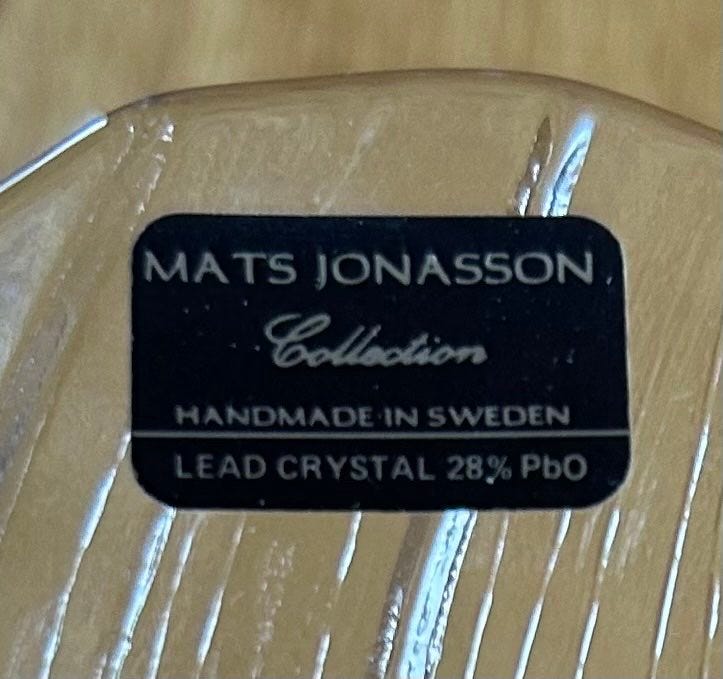 MATS JONASSON
Collection
HANDMADE IN SWEDEN
LEAD CRYSTAL 28% PbO